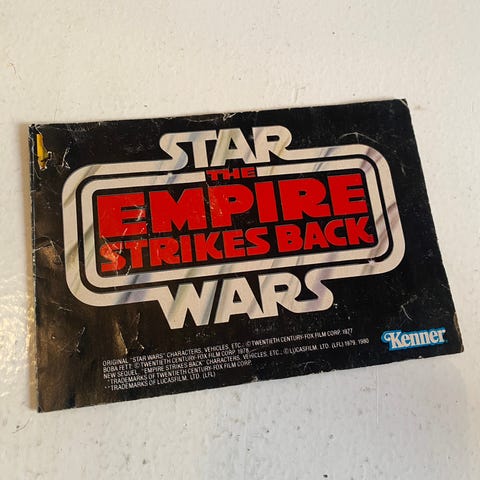 STAR
THE
EMPIRE
STRIKES BACK
WARS
ORIGINAL "STAR WARS" CHARACTERS, VEHICLES, ETC., ©TWENTIETH CENTURY-FOX FILM CORP. 1977
BOBA FETT ©TWENTIETH CENTURY-FOX FILM CORP. 1978.
NEW SEQUEL, "EMPIRE STRIKES BACK" CHARACTERS, VEHICLES, ETC., ©LUCASFILM, LTD. (LFL) 1979, 1980
*TRADEMARKS OF TWENTIETH CENTURY-FOX FILM CORP.
**TRADEMARKS OF LUCASFILM, LTD. (LFL)
Kenner